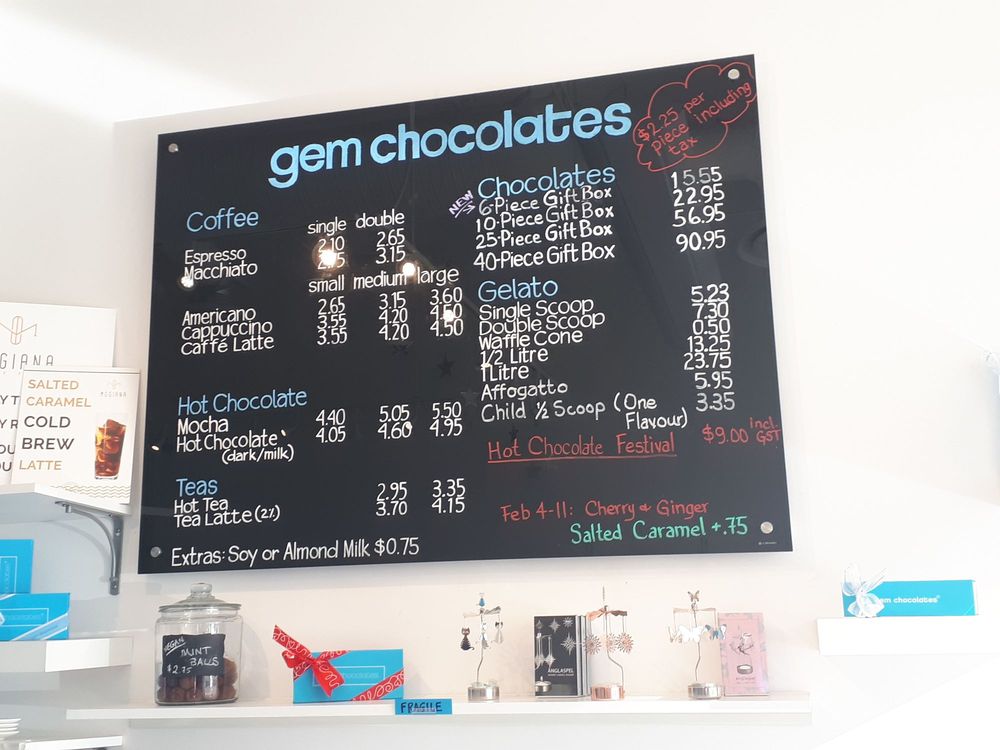 gem chocolates
$2.25 per
piece including
tax
Coffee
single double
Espresso 2.10 2.65
Macchiato 3.15
small medium large
Americano 2.65 3.15 3.60
Cappuccino 3.55 4.20 4.50
Caffé Latte 3.55 4.20 4.50
Hot Chocolate
Mocha 4.40 5.05 5.50
Hot Chocolate 4.05 4.60 4.95
(dark/milk)
Teas
Hot Tea 2.95 3.35
Tea Latte (2%) 3.70 4.15
Extras: Soy or Almond Milk $0.75
Chocolates
NEW 6-Piece Gift Box 15.55
10-Piece Gift Box 22.95
25-Piece Gift Box 56.95
40-Piece Gift Box 90.95
Gelato
Single Scoop 5.23
Double Scoop 7.30
Waffle Cone 0.50
1/2 Litre 13.25
1 Litre 23.75
Affogatto 5.95
Child ½ Scoop (One 3.35
Flavour)
Hot Chocolate Festival $9.00 incl.
GST
Feb 4-11: Cherry & Ginger
Salted Caramel +.75
SALTED
CARAMEL
COLD
BREW
LATTE
MOGIANA
VEGAN
MINT
BALLS
$2.75
chocolates
FRAGILE
ÄNGLASPEL
gem chocolates